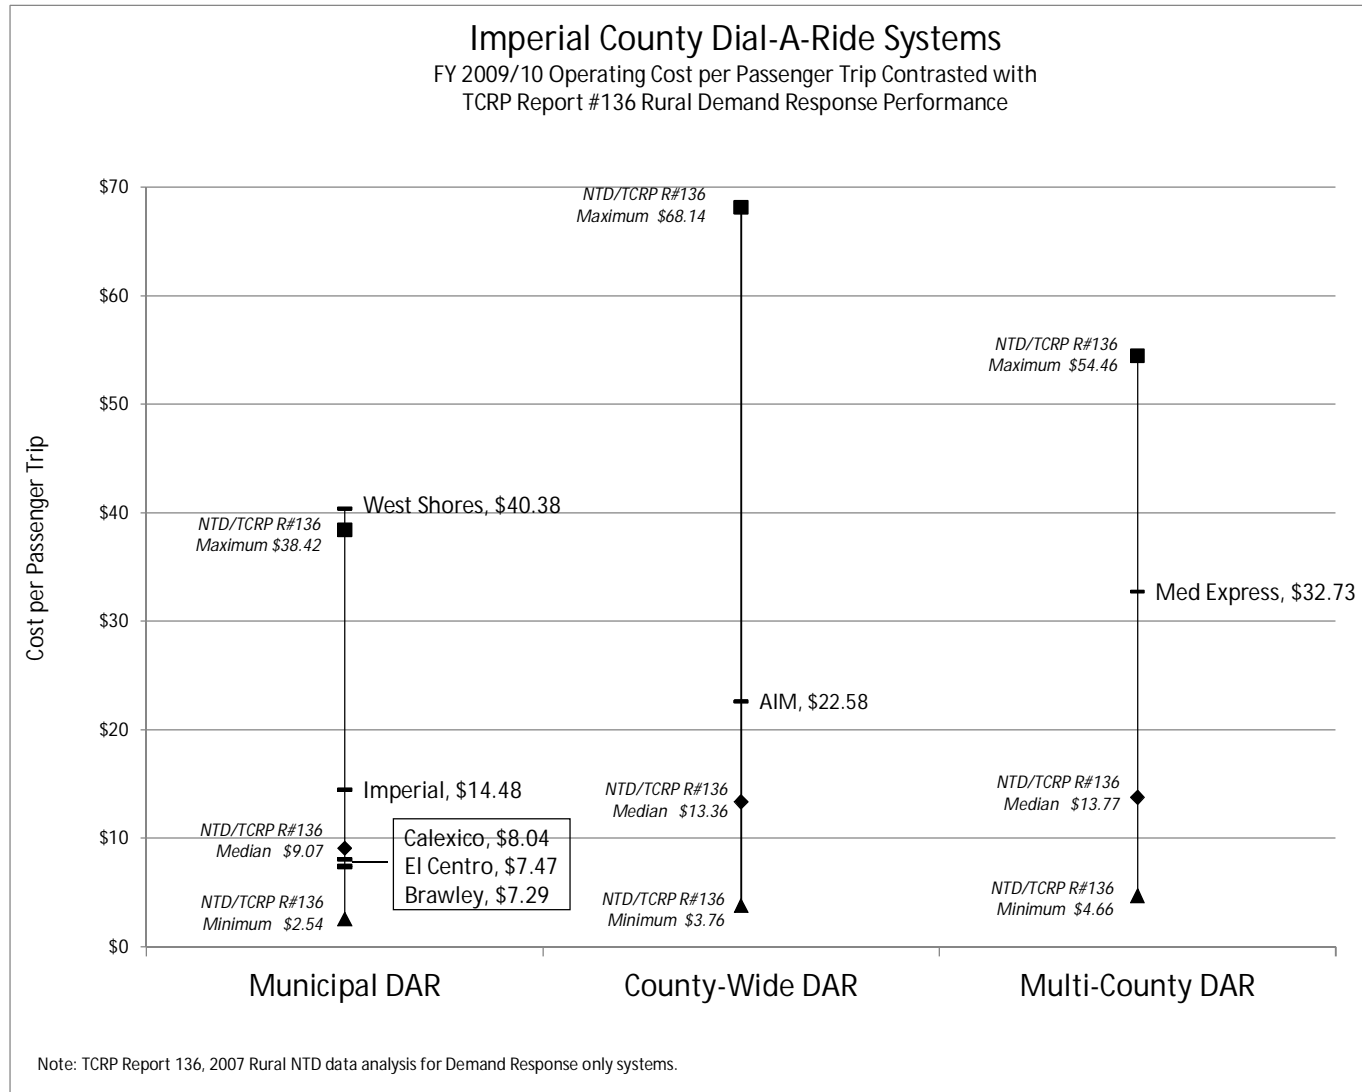 Imperial County Dial-A-Ride Systems
FY 2009/10 Operating Cost per Passenger Trip Contrasted with
TCRP Report #136 Rural Demand Response Performance
Cost per Passenger Trip
$70
$60
$50
$40
$30
$20
$10
$0
NTD/TCRP R#136
Maximum $38.42
West Shores, $40.38
Imperial, $14.48
NTD/TCRP R#136
Median $9.07
Calexico, $8.04
El Centro, $7.47
Brawley, $7.29
NTD/TCRP R#136
Minimum $2.54
NTD/TCRP R#136
Maximum $68.14
AIM, $22.58
NTD/TCRP R#136
Median $13.36
NTD/TCRP R#136
Minimum $3.76
NTD/TCRP R#136
Maximum $54.46
Med Express, $32.73
NTD/TCRP R#136
Median $13.77
NTD/TCRP R#136
Minimum $4.66
Municipal DAR
County-Wide DAR
Multi-County DAR
Note: TCRP Report 136, 2007 Rural NTD data analysis for Demand Response only systems.